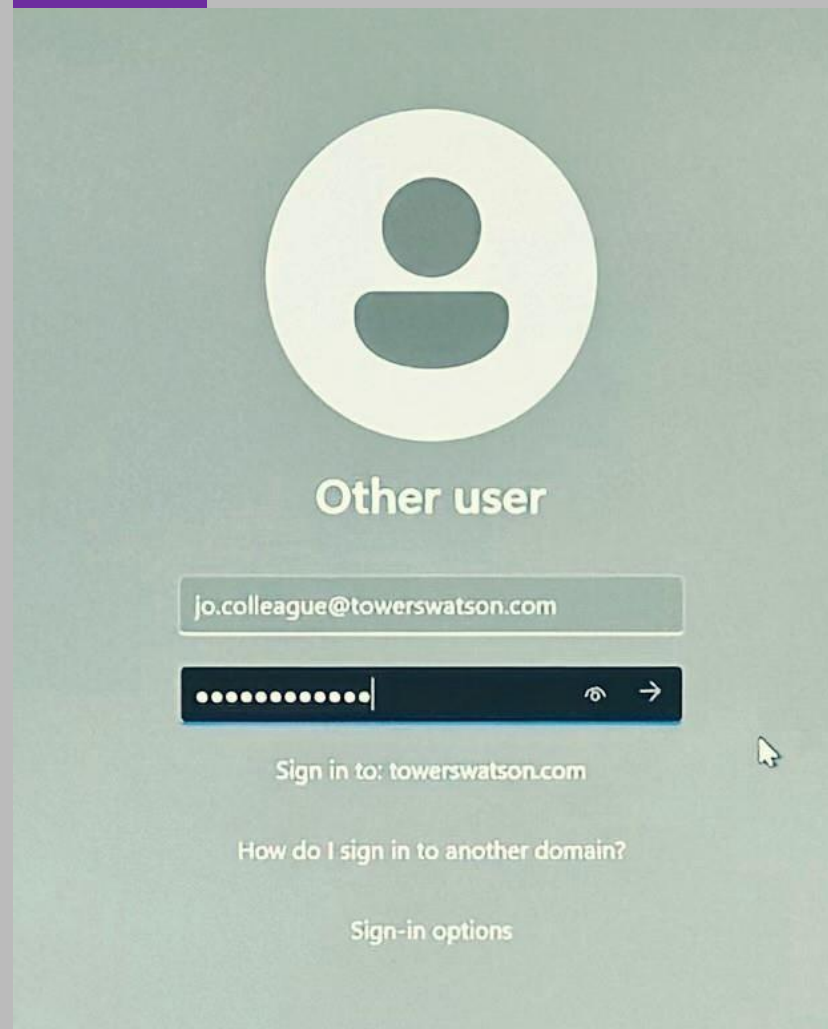 Other user
jo.colleague@towerswatson.com
●●●●●●●●●●●●
Sign in to: towerswatson.com
How do I sign in to another domain?
Sign-in options